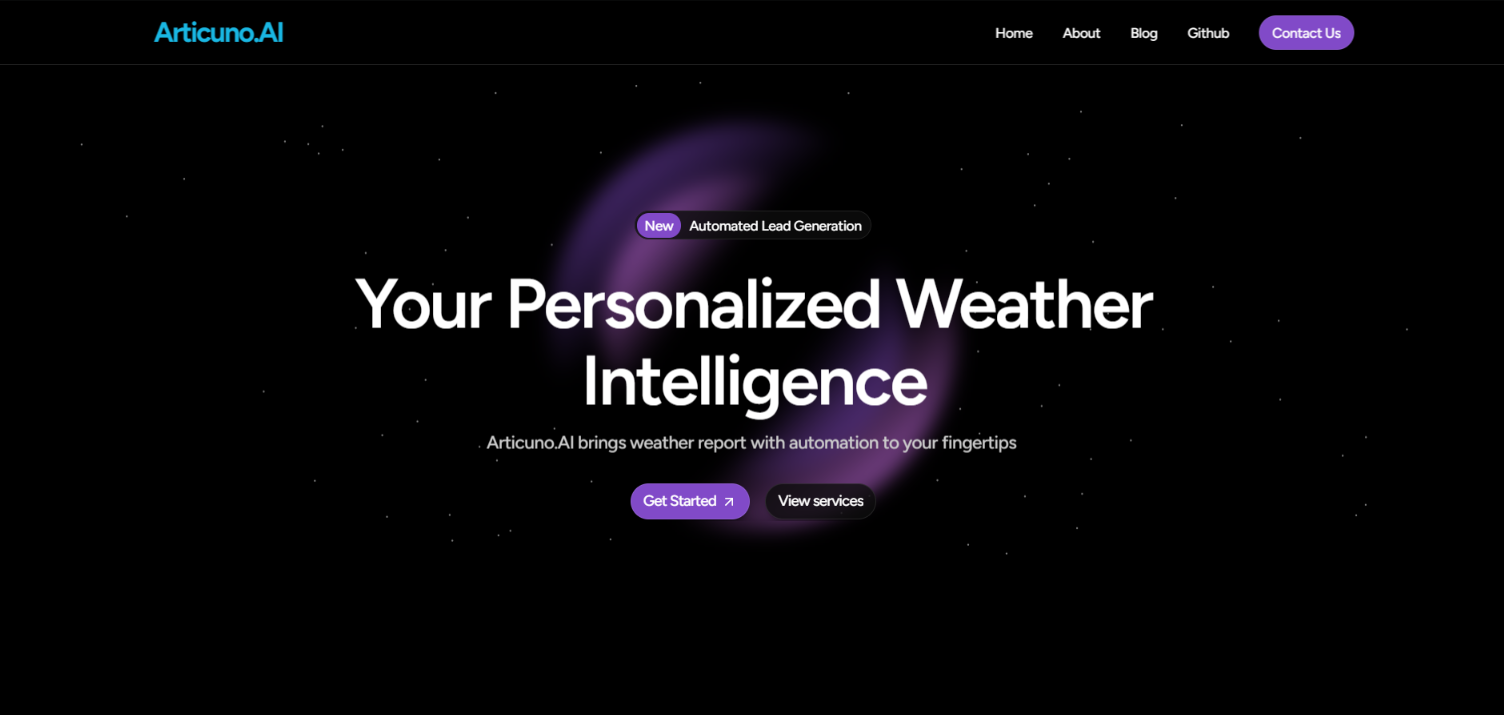 Articuno.AI
Home About Blog Github Contact Us
New Automated Lead Generation
Your Personalized Weather
Intelligence
Articuno.AI brings weather report with automation to your fingertips
Get Started View services